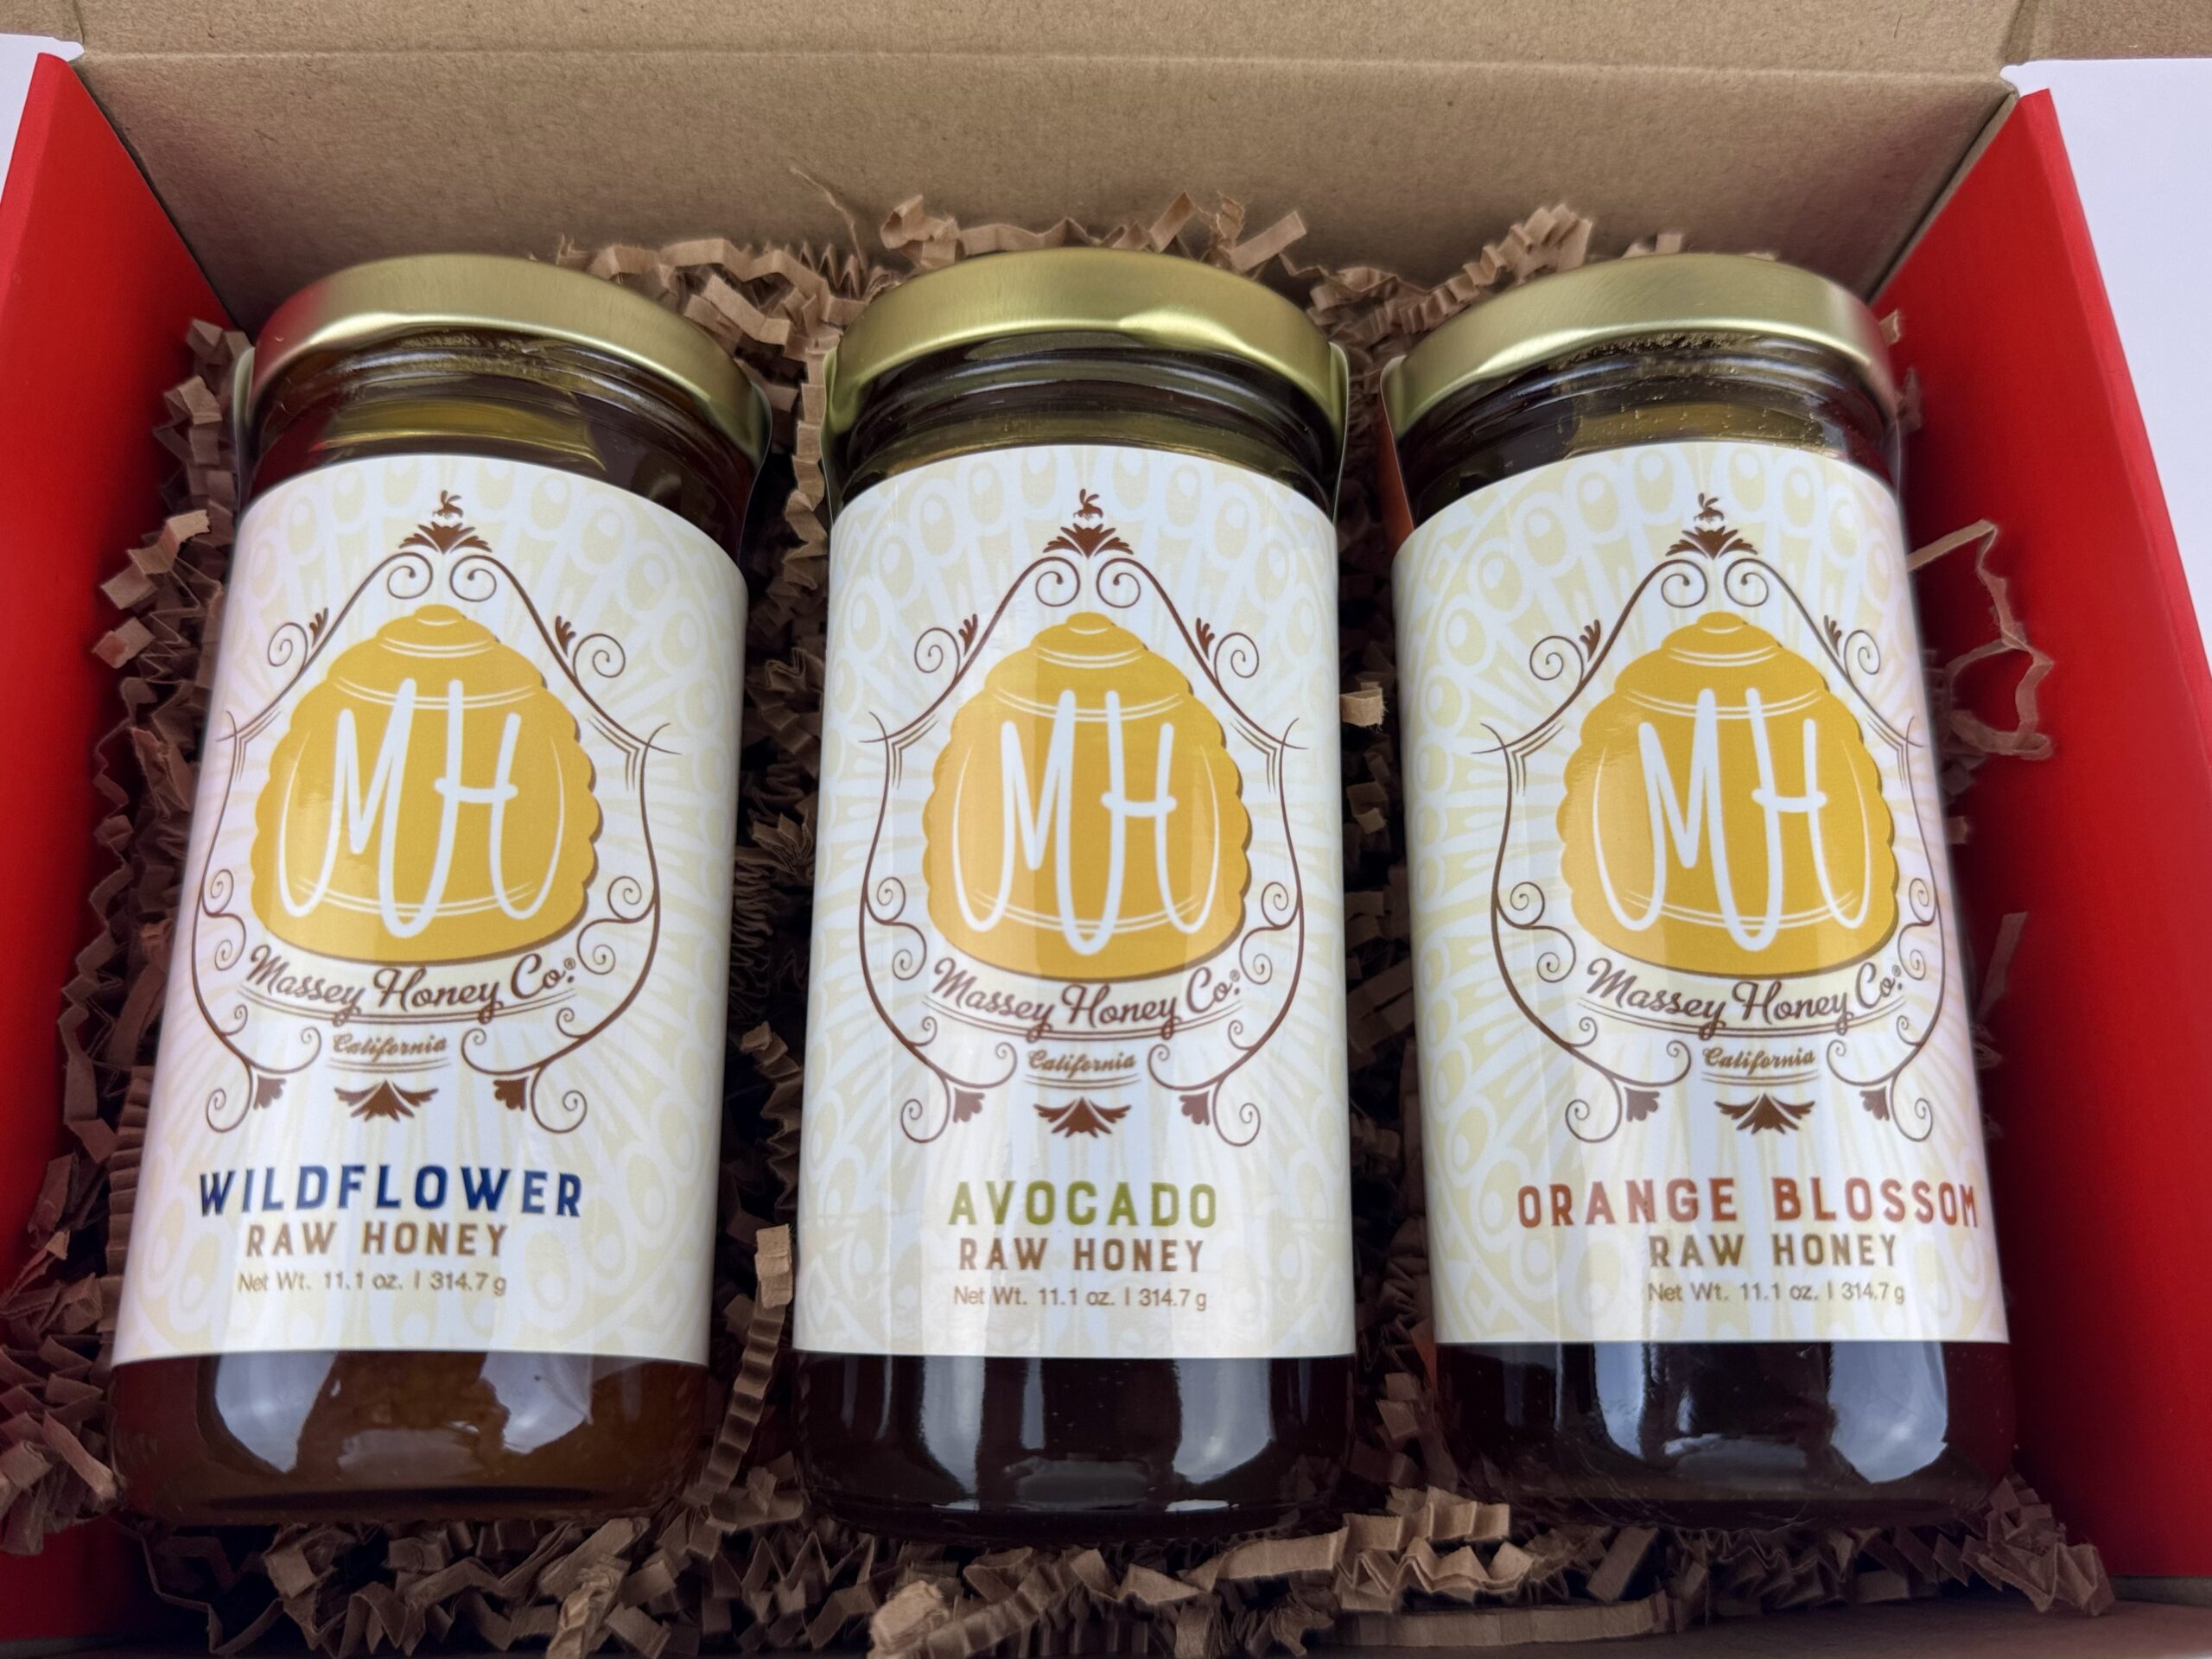 MH
Massey Honey Co.®
California
WILDFLOWER
RAW HONEY
Net Wt. 11.1 oz. | 314.7 g
MH
Massey Honey Co.®
California
AVOCADO
RAW HONEY
Net Wt. 11.1 oz. | 314.7 g
MH
Massey Honey Co.®
California
ORANGE BLOSSOM
RAW HONEY
Net Wt. 11.1 oz. | 314.7 g